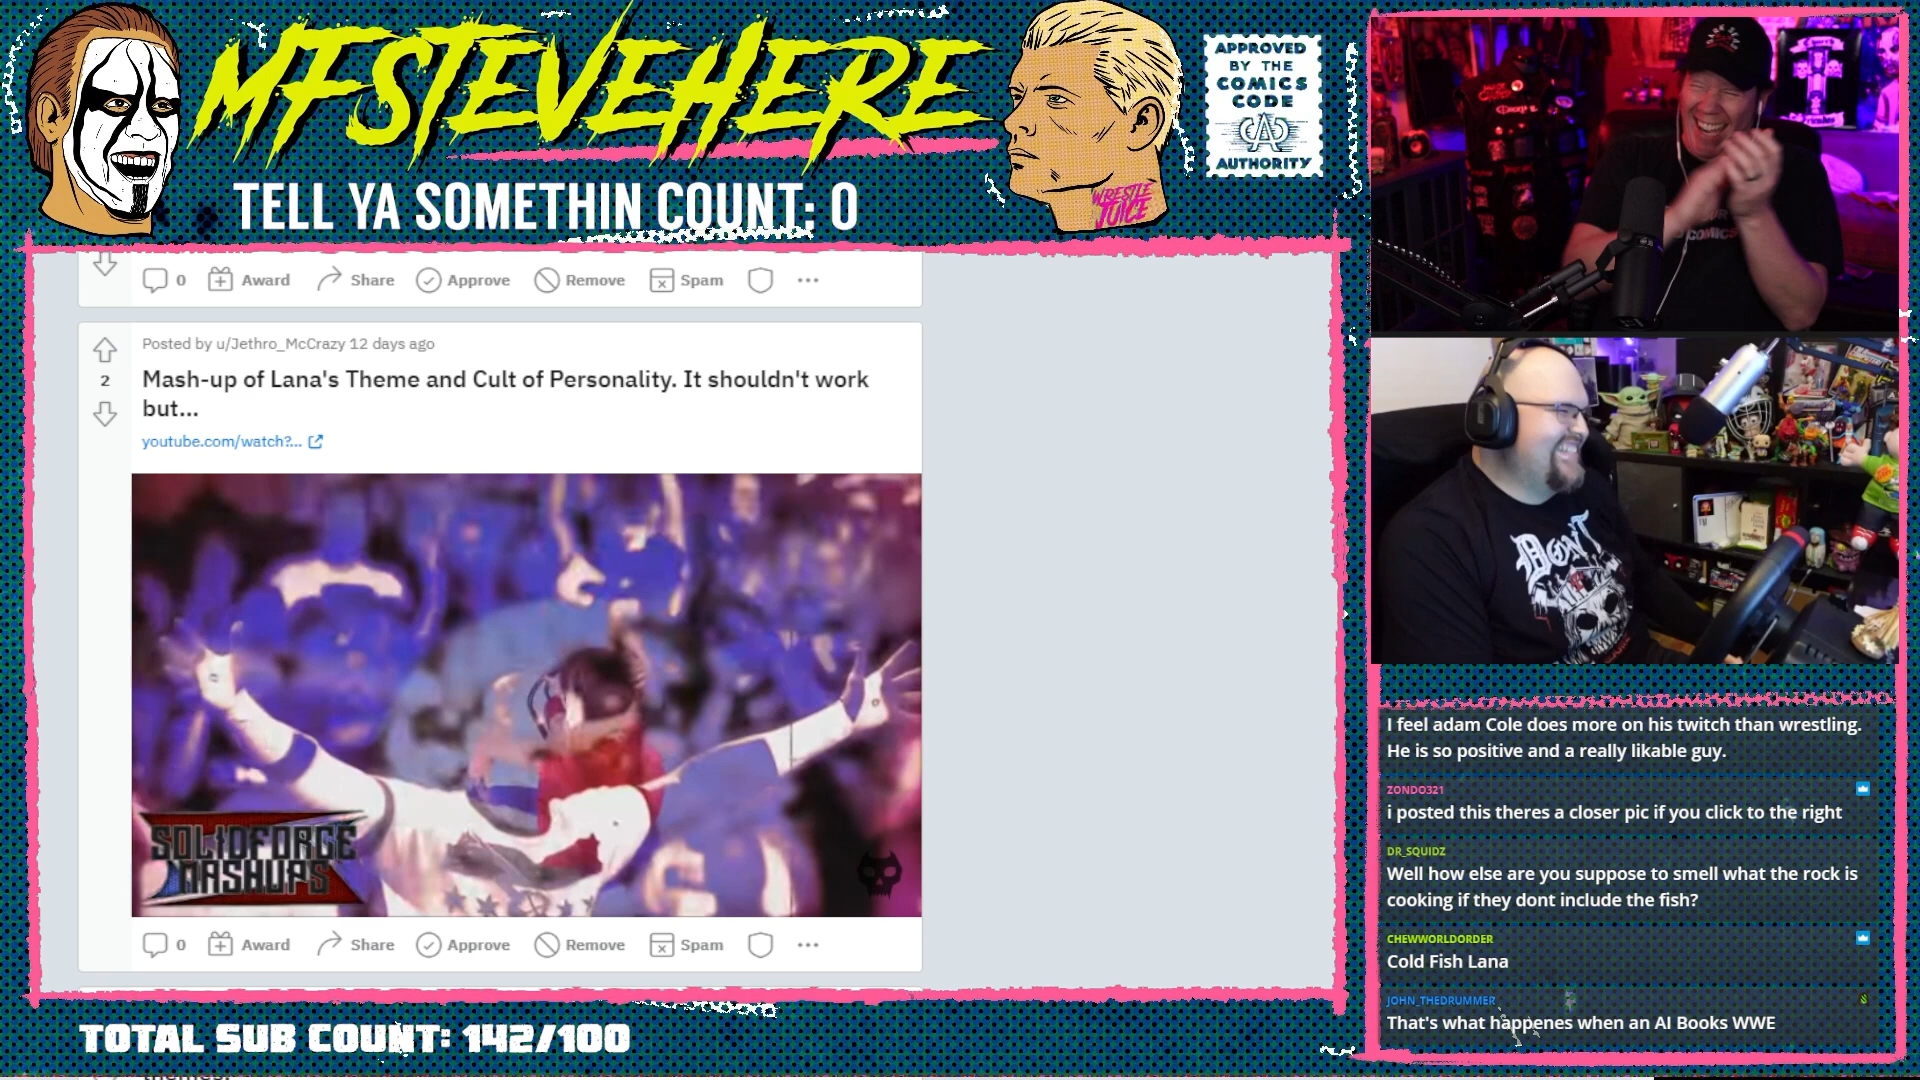 MFSTEVEHERE
TELL YA SOMETHIN COUNT: 0
WRESTLE
JUICE
APPROVED
BY THE
COMICS
CODE
CA
AUTHORITY
0 Award Share Approve Remove Spam
Posted by u/Jethro_McCrazy 12 days ago
2
Mash-up of Lana's Theme and Cult of Personality. It shouldn't work
but...
youtube.com/watch?...
SOLIDFORGE
MASHUPS
0 Award Share Approve Remove Spam
TOTAL SUB COUNT: 142/100
COMICS
DON'T
I feel adam Cole does more on his twitch than wrestling.
He is so positive and a really likable guy.
ZONDO321
i posted this theres a closer pic if you click to the right
DR_SQUIDZ
Well how else are you suppose to smell what the rock is
cooking if they dont include the fish?
CHEWWORLDORDER
Cold Fish Lana
JOHN_THEDRUMMER
That's what happenes when an AI Books WWE